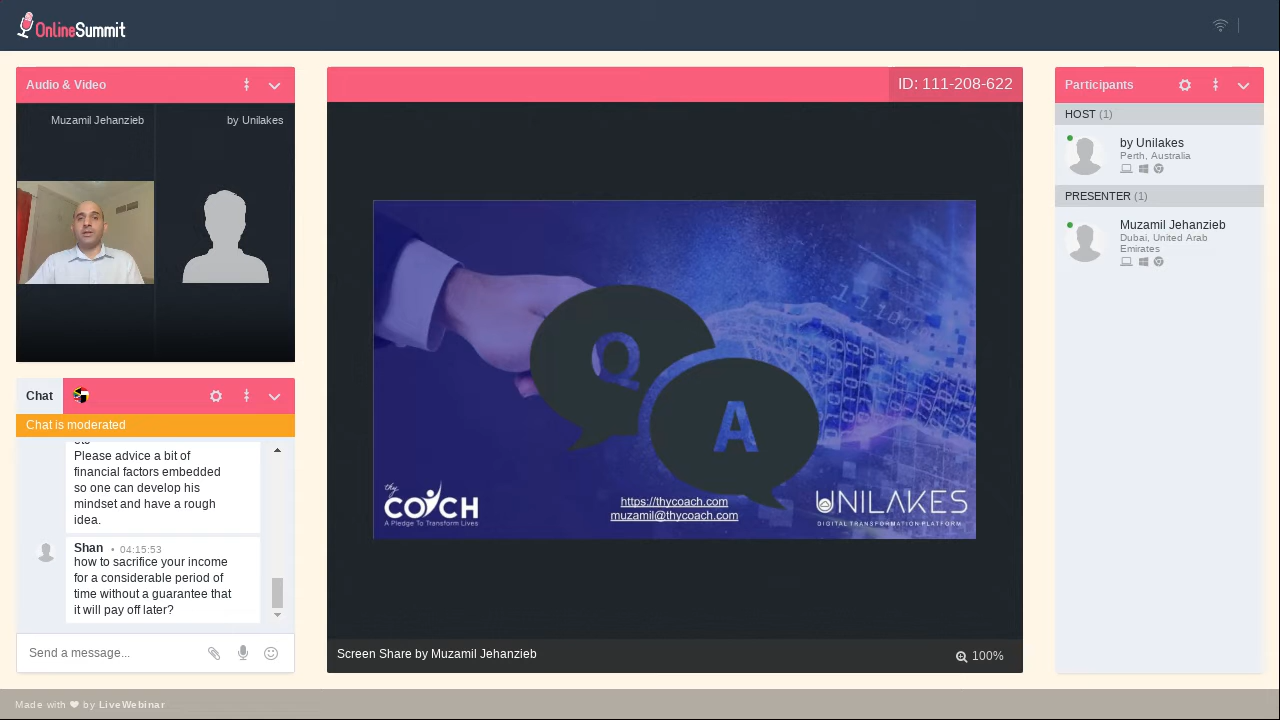 OnlineSummit
Audio & Video
Muzamil Jehanzieb
by Unilakes
Chat
Chat is moderated
etc
Please advice a bit of
financial factors embedded
so one can develop his
mindset and have a rough
idea.
Shan • 04:15:53
how to sacrifice your income
for a considerable period of
time without a guarantee that
it will pay off later?
Send a message...
ID: 111-208-622
Q
A
thy
COACH
A Pledge To Transform Lives
https://thycoach.com
muzamil@thycoach.com
UNILAKES
DIGITAL TRANSFORMATION PLATFORM
Screen Share by Muzamil Jehanzieb
100%
Participants
HOST (1)
by Unilakes
Perth, Australia
PRESENTER (1)
Muzamil Jehanzieb
Dubai, United Arab
Emirates
Made with ❤ by LiveWebinar